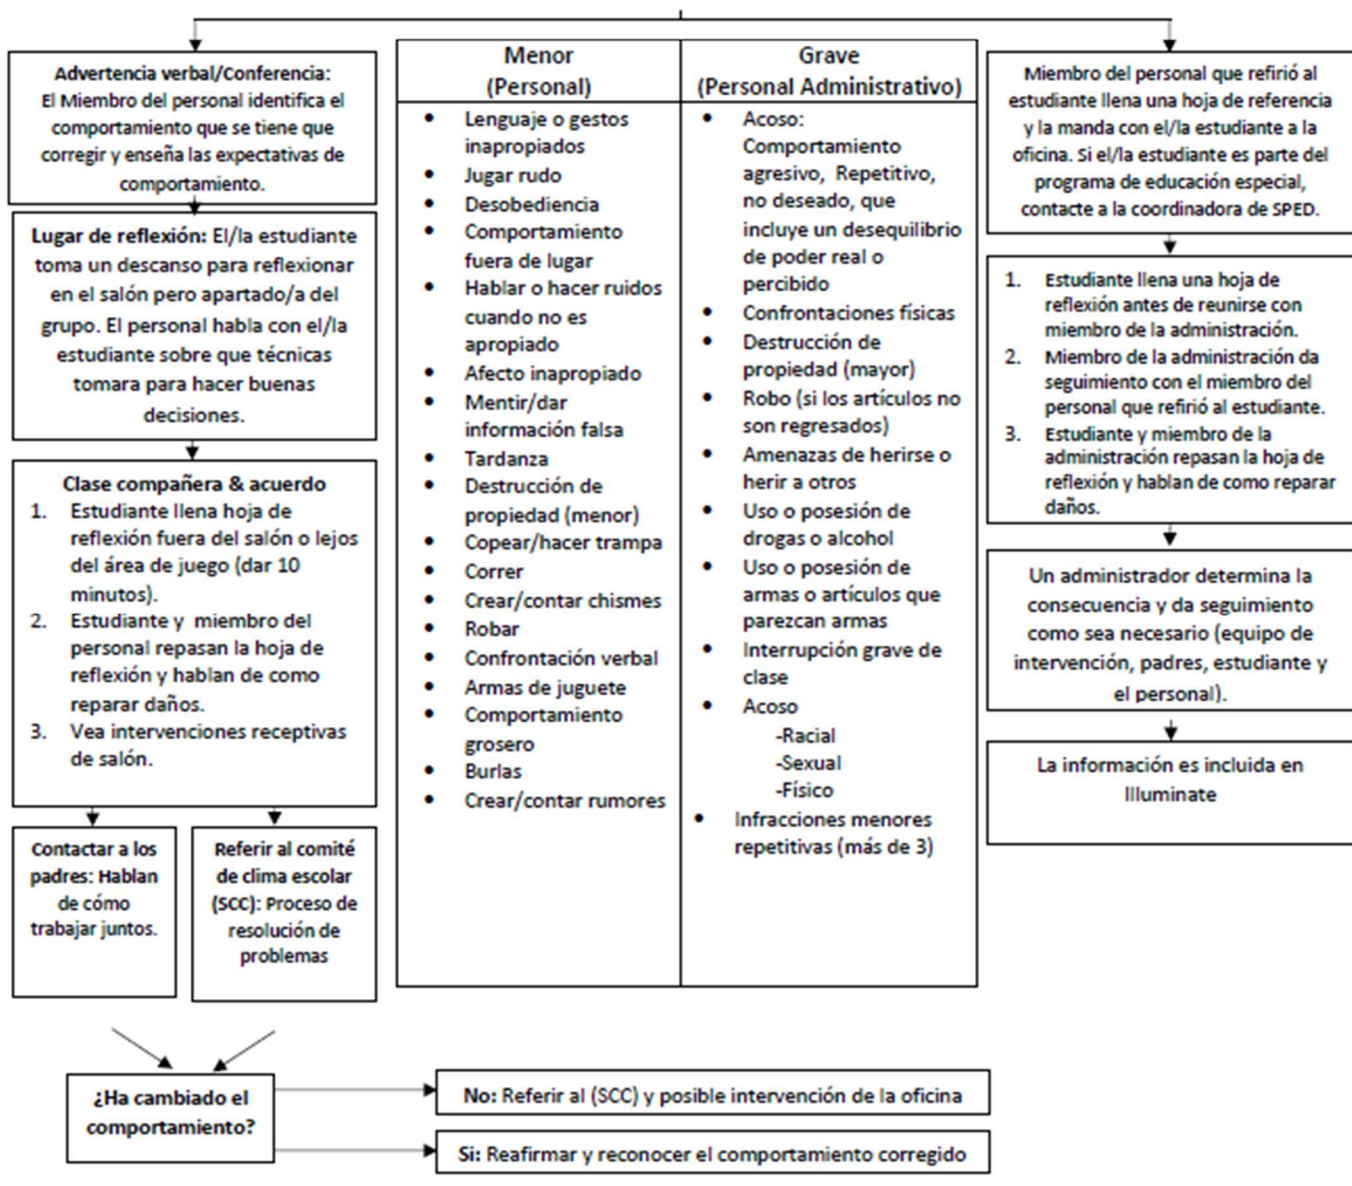 Advertencia verbal/Conferencia:
El Miembro del personal identifica el
comportamiento que se tiene que
corregir y enseña las expectativas de
comportamiento.
Lugar de reflexión: El/la estudiante
toma un descanso para reflexionar
en el salón pero apartado/a del
grupo. El personal habla con el/la
estudiante sobre que técnicas
tomara para hacer buenas
decisiones.
Clase compañera & acuerdo
1. Estudiante llena hoja de
reflexión fuera del salón o lejos
del área de juego (dar 10
minutos).
2. Estudiante y miembro del
personal repasan la hoja de
reflexión y hablan de como
reparar daños.
3. Vea intervenciones receptivas
de salón.
Contactar a los
padres: Hablan
de cómo
trabajar juntos.
Referir al comité
de clima escolar
(SCC): Proceso de
resolución de
problemas
Menor
(Personal)
• Lenguaje o gestos
inapropiados
• Jugar rudo
• Desobediencia
• Comportamiento
fuera de lugar
• Hablar o hacer ruidos
cuando no es
apropiado
• Afecto inapropiado
• Mentir/dar
información falsa
• Tardanza
• Destrucción de
propiedad (menor)
• Copear/hacer trampa
• Correr
• Crear/contar chismes
• Robar
• Confrontación verbal
• Armas de juguete
• Comportamiento
grosero
• Burlas
• Crear/contar rumores
Grave
(Personal Administrativo)
• Acoso:
Comportamiento
agresivo, Repetitivo,
no deseado, que
incluye un desequilibrio
de poder real o
percibido
• Confrontaciones físicas
• Destrucción de
propiedad (mayor)
• Robo (si los artículos no
son regresados)
• Amenazas de herirse o
herir a otros
• Uso o posesión de
drogas o alcohol
• Uso o posesión de
armas o artículos que
parezcan armas
• Interrupción grave de
clase
• Acoso
-Racial
-Sexual
-Físico
• Infracciones menores
repetitivas (más de 3)
Miembro del personal que refirió al
estudiante llena una hoja de referencia
y la manda con el/la estudiante a la
oficina. Si el/la estudiante es parte del
programa de educación especial,
contacte a la coordinadora de SPED.
1. Estudiante llena una hoja de
reflexión antes de reunirse con
miembro de la administración.
2. Miembro de la administración da
seguimiento con el miembro del
personal que refirió al estudiante.
3. Estudiante y miembro de la
administración repasan la hoja de
reflexión y hablan de como reparar
daños.
Un administrador determina la
consecuencia y da seguimiento
como sea necesario (equipo de
intervención, padres, estudiante y
el personal).
La información es incluida en
Illuminate
¿Ha cambiado el
comportamiento?
No: Referir al (SCC) y posible intervención de la oficina
Si: Reafirmar y reconocer el comportamiento corregido